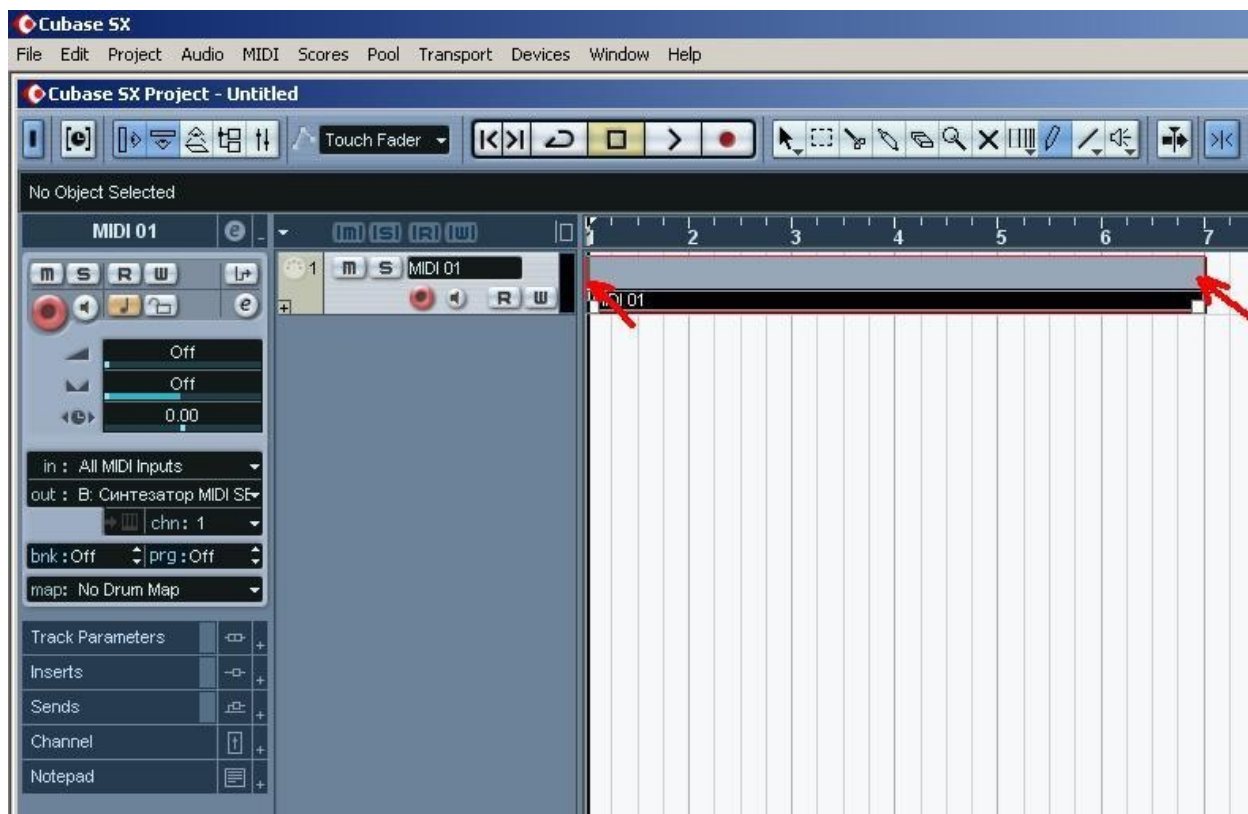 Cubase SX
File Edit Project Audio MIDI Scores Pool Transport Devices Window Help
Cubase SX Project - Untitled
Touch Fader
No Object Selected
MIDI 01 e [m] [S] [R] [W] 1 2 3 4 5 6 7
m S R W 1 m S MIDI 01
e R W MIDI 01
Off
Off
0.00
in : All MIDI Inputs
out : B: Синтезатор MIDI SE
chn: 1
bnk :Off prg :Off
map: No Drum Map
Track Parameters
Inserts
Sends
Channel
Notepad